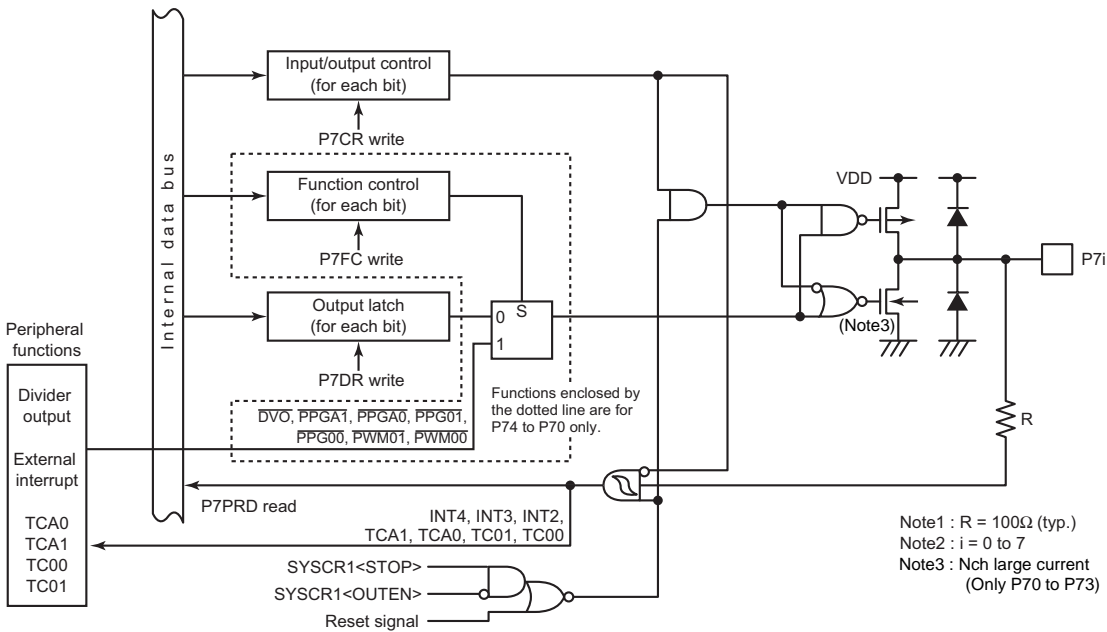 Internal data bus
Input/output control
(for each bit)
P7CR write
Function control
(for each bit)
P7FC write
Output latch
(for each bit)
P7DR write
S
0
1
Functions enclosed by
the dotted line are for
P74 to P70 only.
DVO, PPGA1, PPGA0, PPG01,
PPG00, PWM01, PWM00
Peripheral
functions
Divider
output
External
interrupt
TCA0
TCA1
TC00
TC01
P7PRD read
INT4, INT3, INT2,
TCA1, TCA0, TC01, TC00
SYSCR1<STOP>
SYSCR1<OUTEN>
Reset signal
VDD
P7i
(Note3)
R
Note1 : R = 100Ω (typ.)
Note2 : i = 0 to 7
Note3 : Nch large current
(Only P70 to P73)